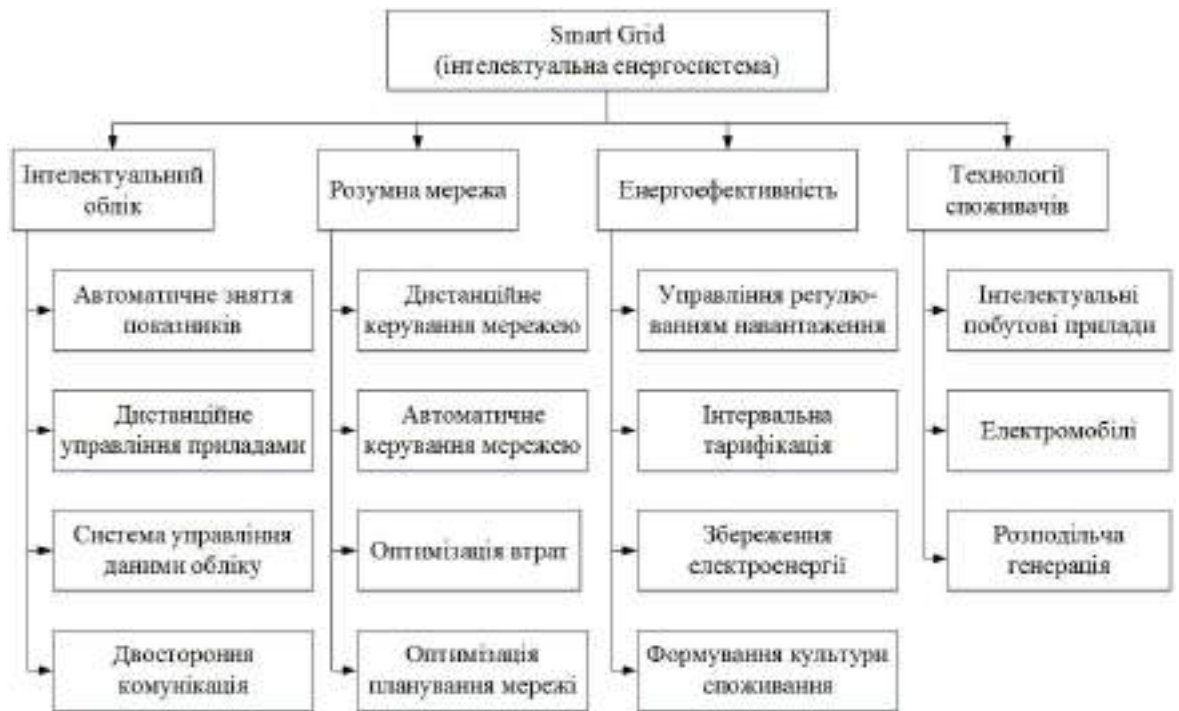 Smart Grid
(інтелектуальна енергосистема)
Інтелектуальний
облік
Розумна мережа
Енергоефективність
Технології
споживачів
Автоматичне зняття
показників
Дистанційне
управління приладами
Система управління
даними обліку
Двостороння
комунікація
Дистанційне
керування мережею
Автоматичне
керування мережею
Оптимізація втрат
Оптимізація
планування мережі
Управління регулю-
ванням навантаження
Інтервальна
тарифікація
Збереження
електроенергії
Формування культури
споживання
Інтелектуальні
побутові прилади
Електромобілі
Розподільча
генерація